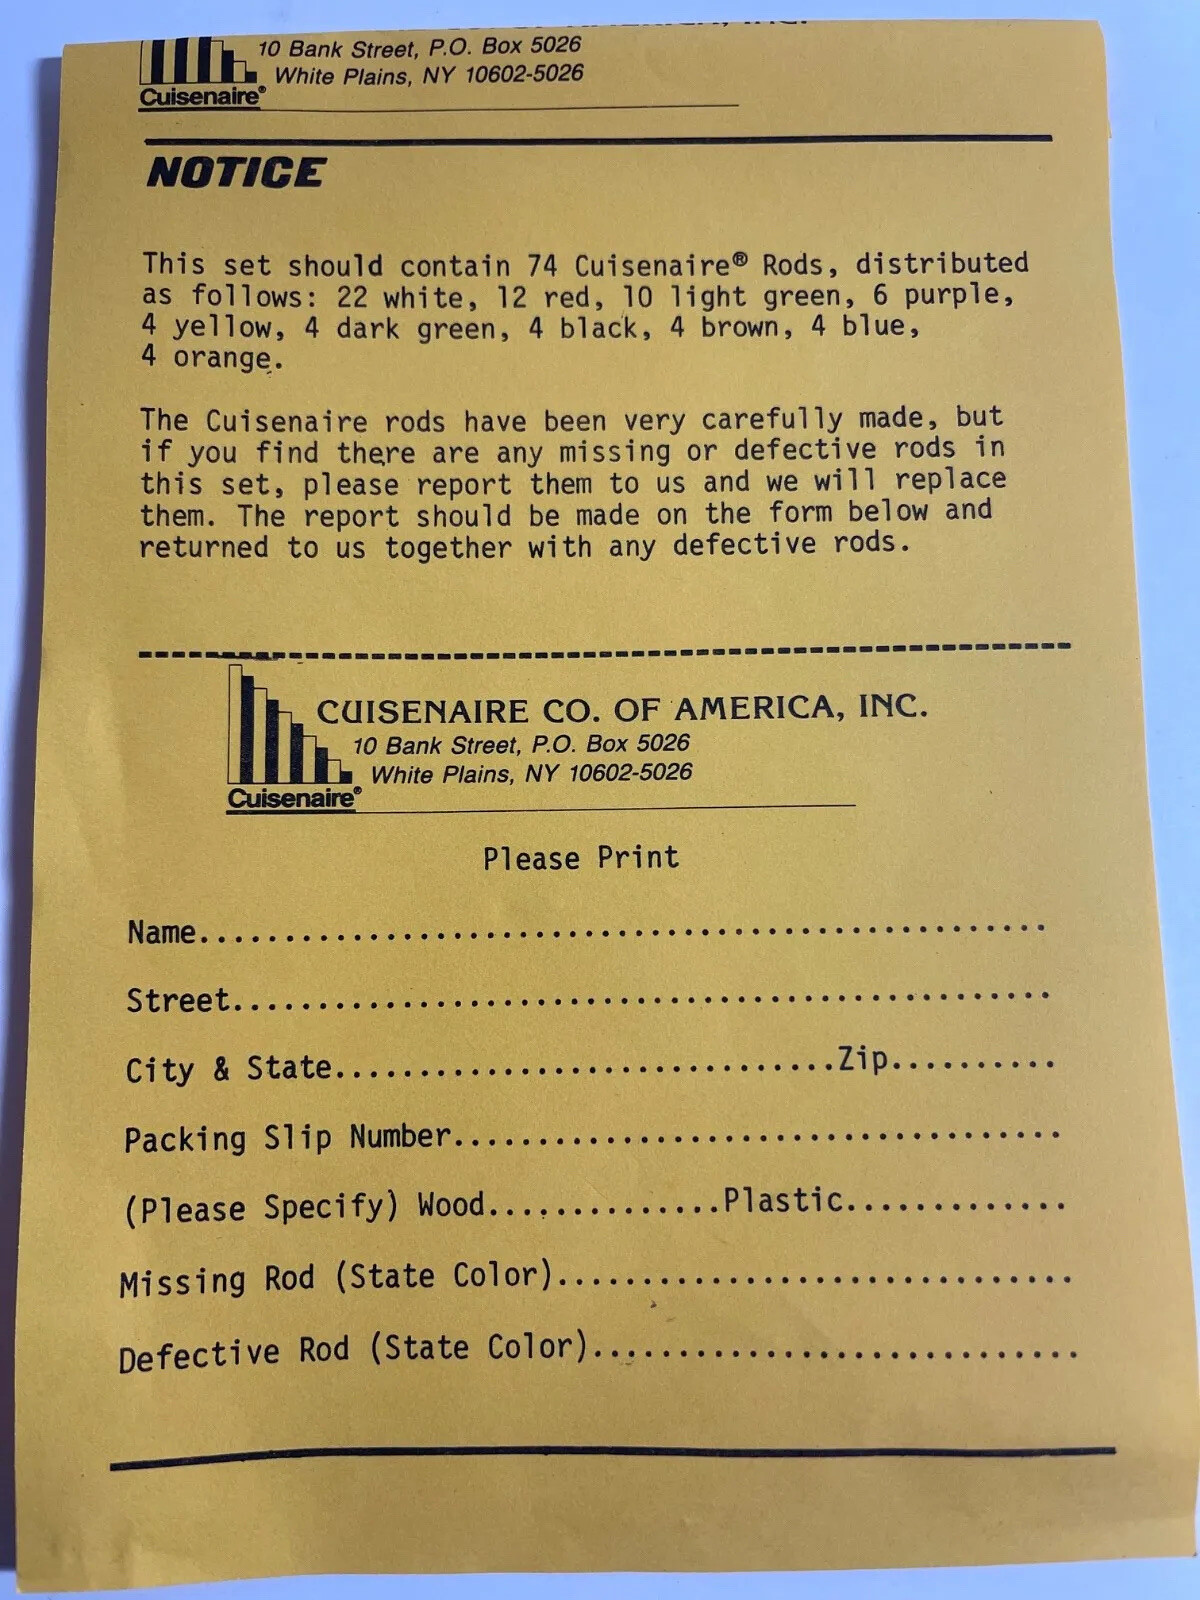 10 Bank Street, P.O. Box 5026
White Plains, NY 10602-5026
Cuisenaire®
NOTICE
This set should contain 74 Cuisenaire® Rods, distributed
as follows: 22 white, 12 red, 10 light green, 6 purple,
4 yellow, 4 dark green, 4 black, 4 brown, 4 blue,
4 orange.
The Cuisenaire rods have been very carefully made, but
if you find there are any missing or defective rods in
this set, please report them to us and we will replace
them. The report should be made on the form below and
returned to us together with any defective rods.
CUISENAIRE CO. OF AMERICA, INC.
10 Bank Street, P.O. Box 5026
White Plains, NY 10602-5026
Cuisenaire®
Please Print
Name..................................................
Street.................................................
City & State..............................Zip..........
Packing Slip Number....................................
(Please Specify) Wood..............Plastic.............
Missing Rod (State Color)...............................
Defective Rod (State Color).............................